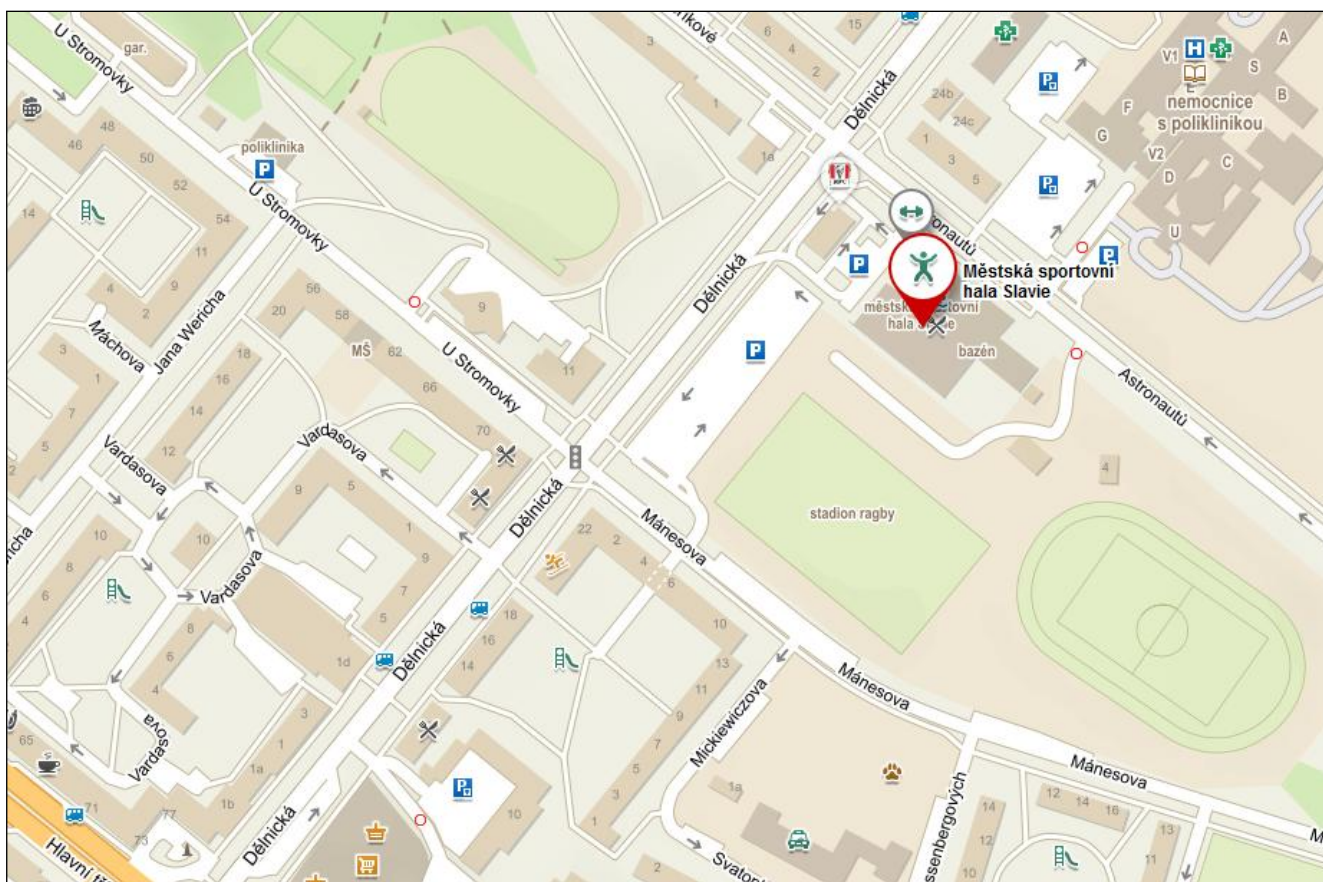 U Stromovky
gar.
48
46
50
52
54
14
11
9
4
2
poliklinika
P
U Stromovky
3
6
4
2
15
1
1a
Dělnická
KFC
24b
24c
1
3
5
P
P
V1
H
A
S
B
E
F
nemocnice
s poliklinikou
G
V2
C
D
U
P
Dělnická
P
Městská sportovní
hala Slavie
bazén
P
Astronautů
56
58
20
MŠ
62
66
70
9
11
U Stromovky
Máchova
Jana Wericha
3
1
7
5
2
18
16
14
12
Vardasova
Vardasova
9
5
1
9
7
5
10
10
8
6
4
Vardasova
8
6
4
1d
3
1
1a
1b
Vardasova
65
71
73
77
Hlavní
Dělnická
Dělnická
Dělnická
22
2
4
6
10
13
11
9
7
5
3
1
18
16
14
Mánesova
stadion ragby
4
Mánesova
Mánesova
Mickiewiczova
1a
P
10
2
14
12
10
12
14
16
13
11